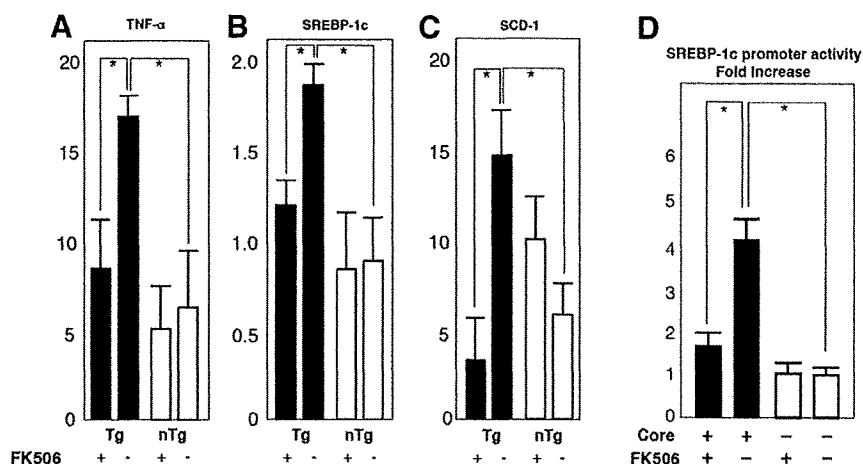 A
TNF-α
20
15
10
5
0
Tg nTg
FK506 + - + -
B
SREBP-1c
2.0
1.5
1.0
0.5
0
Tg nTg
+ - + -
C
SCD-1
20
15
10
5
0
Tg nTg
+ - + -
D
SREBP-1c promoter activity
Fold Increase
6
5
4
3
2
1
0
Core + + − −
FK506 + − + −
* *
* *
* *
* *